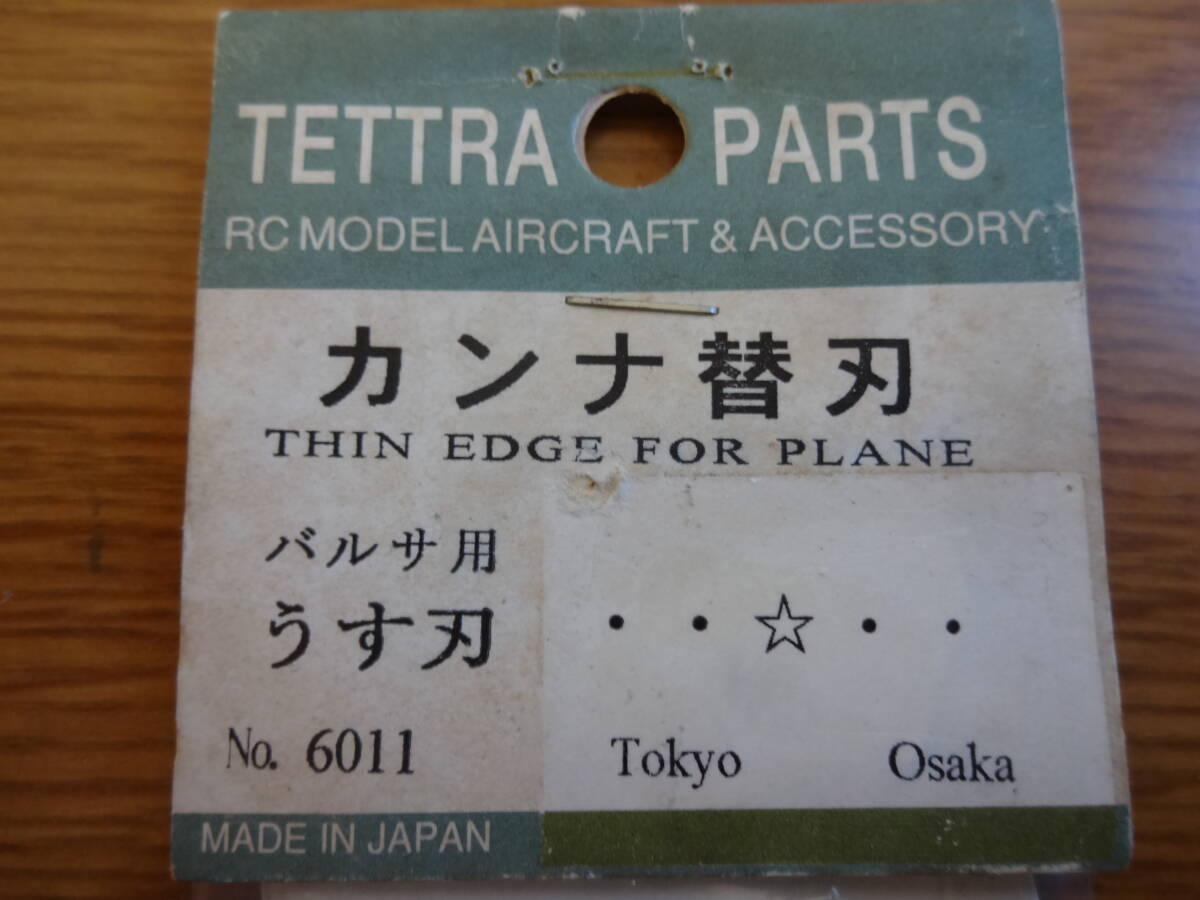 TETTRA PARTS
RC MODEL AIRCRAFT & ACCESSORY
カンナ替刃
THIN EDGE FOR PLANE
バルサ用
うす刃
・ ・ ☆ ・ ・
No. 6011
Tokyo Osaka
MADE IN JAPAN